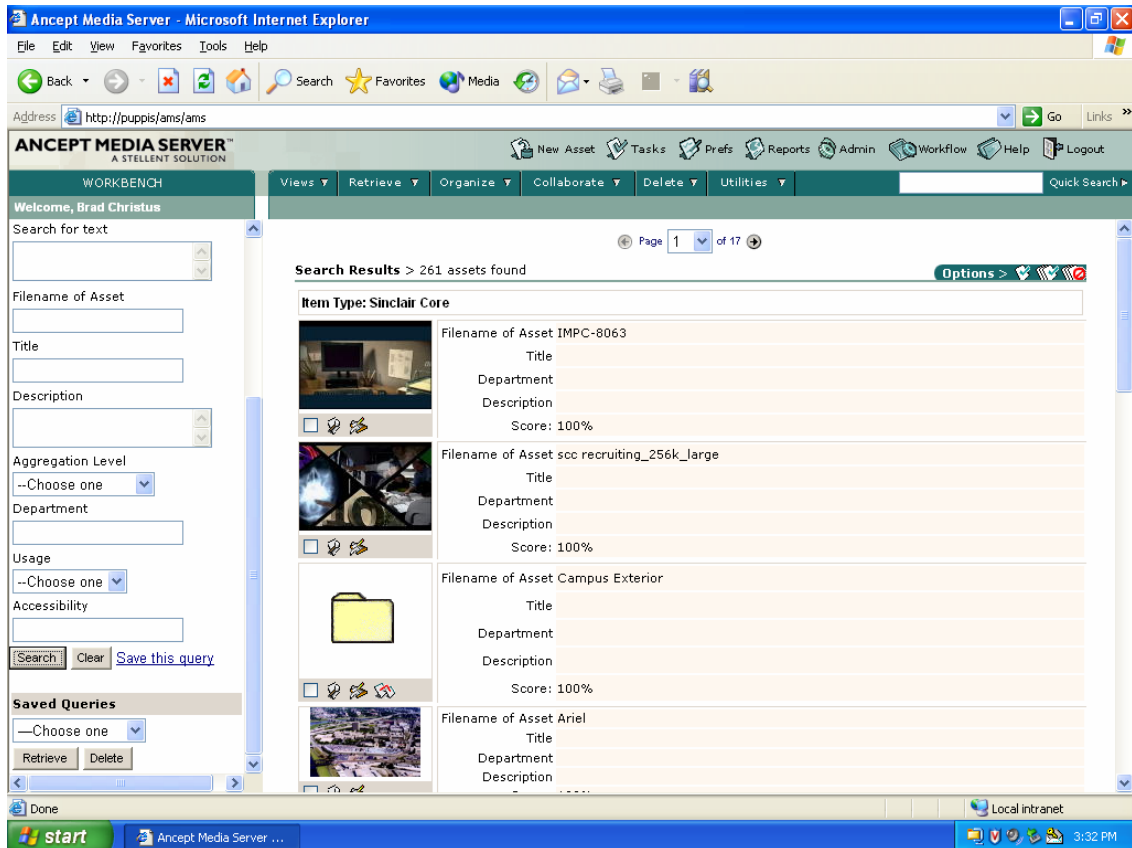 Ancept Media Server - Microsoft Internet Explorer
File Edit View Favorites Tools Help
Back Search Favorites Media
Address http://puppis/ams/ams Go Links »
ANCEPT MEDIA SERVER™
A STELLENT SOLUTION
New Asset Tasks Prefs Reports Admin Workflow Help Logout
WORKBENCH Views Retrieve Organize Collaborate Delete Utilities Quick Search
Welcome, Brad Christus
Search for text
Filename of Asset
Title
Description
Aggregation Level
--Choose one
Department
Usage
--Choose one
Accessibility
Search Clear Save this query
Saved Queries
—Choose one
Retrieve Delete
Page 1 of 17
Search Results > 261 assets found
Options >
Item Type: Sinclair Core
Filename of Asset IMPC-8063
Title
Department
Description
Score: 100%
Filename of Asset scc recruiting_256k_large
Title
Department
Description
Score: 100%
Filename of Asset Campus Exterior
Title
Department
Description
Score: 100%
Filename of Asset Ariel
Title
Department
Description
Done Local intranet
start Ancept Media Server ... 3:32 PM